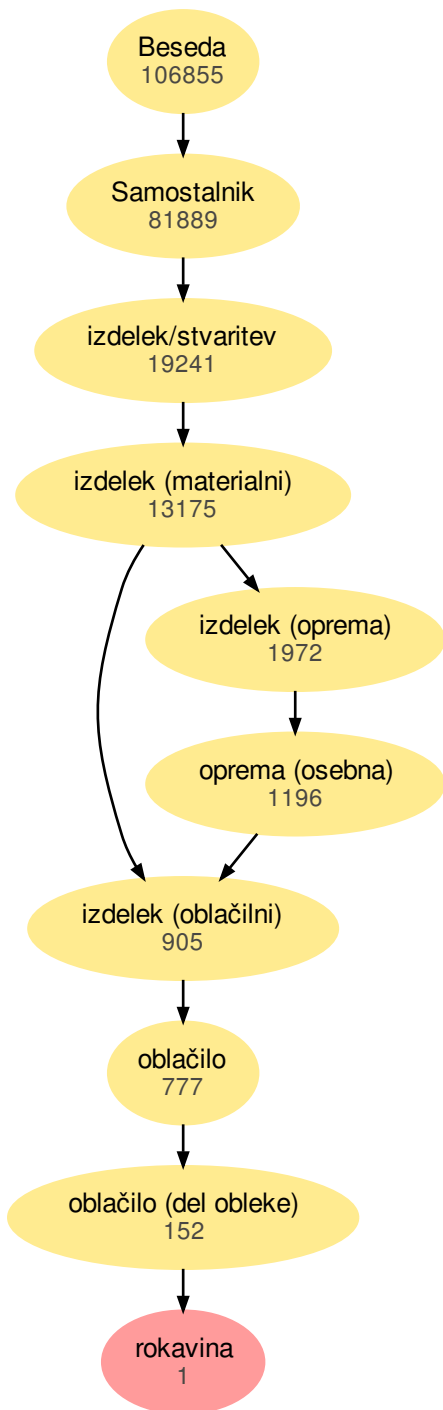 Beseda
106855
Samostalnik
81889
izdelek/stvaritev
19241
izdelek (materialni)
13175
izdelek (oprema)
1972
oprema (osebna)
1196
izdelek (oblačilni)
905
oblačilo
777
oblačilo (del obleke)
152
rokavina
1